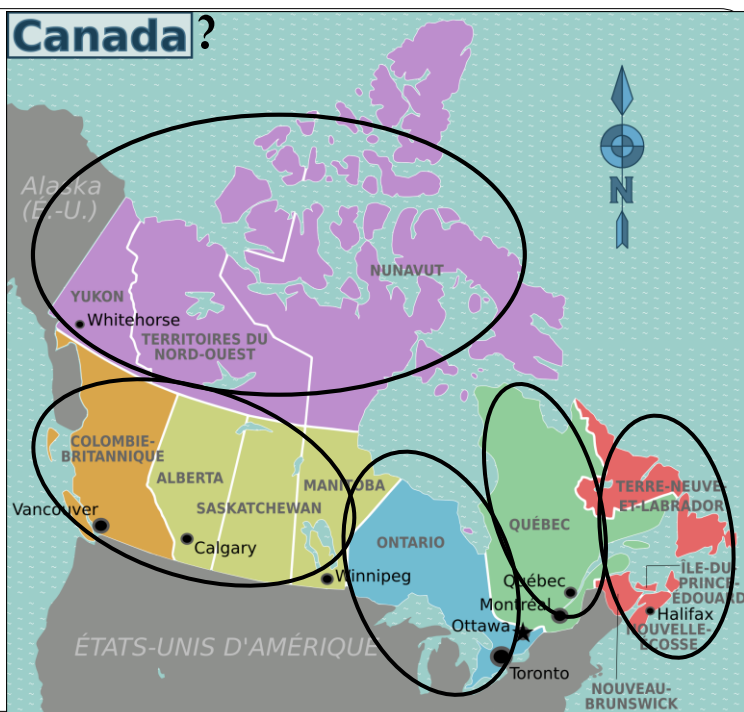 Canada?
Alaska
(É.-U.)
NUNAVUT
YUKON
Whitehorse
TERRITOIRES DU
NORD-OUEST
COLOMBIE-
BRITANNIQUE
ALBERTA
SASKATCHEWAN
MANITOBA
Vancouver
Calgary
Winnipeg
ONTARIO
QUÉBEC
TERRE-NEUVE-
ET-LABRADOR
Québec
Montréal
Ottawa
Toronto
ÎLE-DU-
PRINCE-
ÉDOUARD
Halifax
NOUVELLE-
ÉCOSSE
NOUVEAU-
BRUNSWICK
ÉTATS-UNIS D'AMÉRIQUE
N